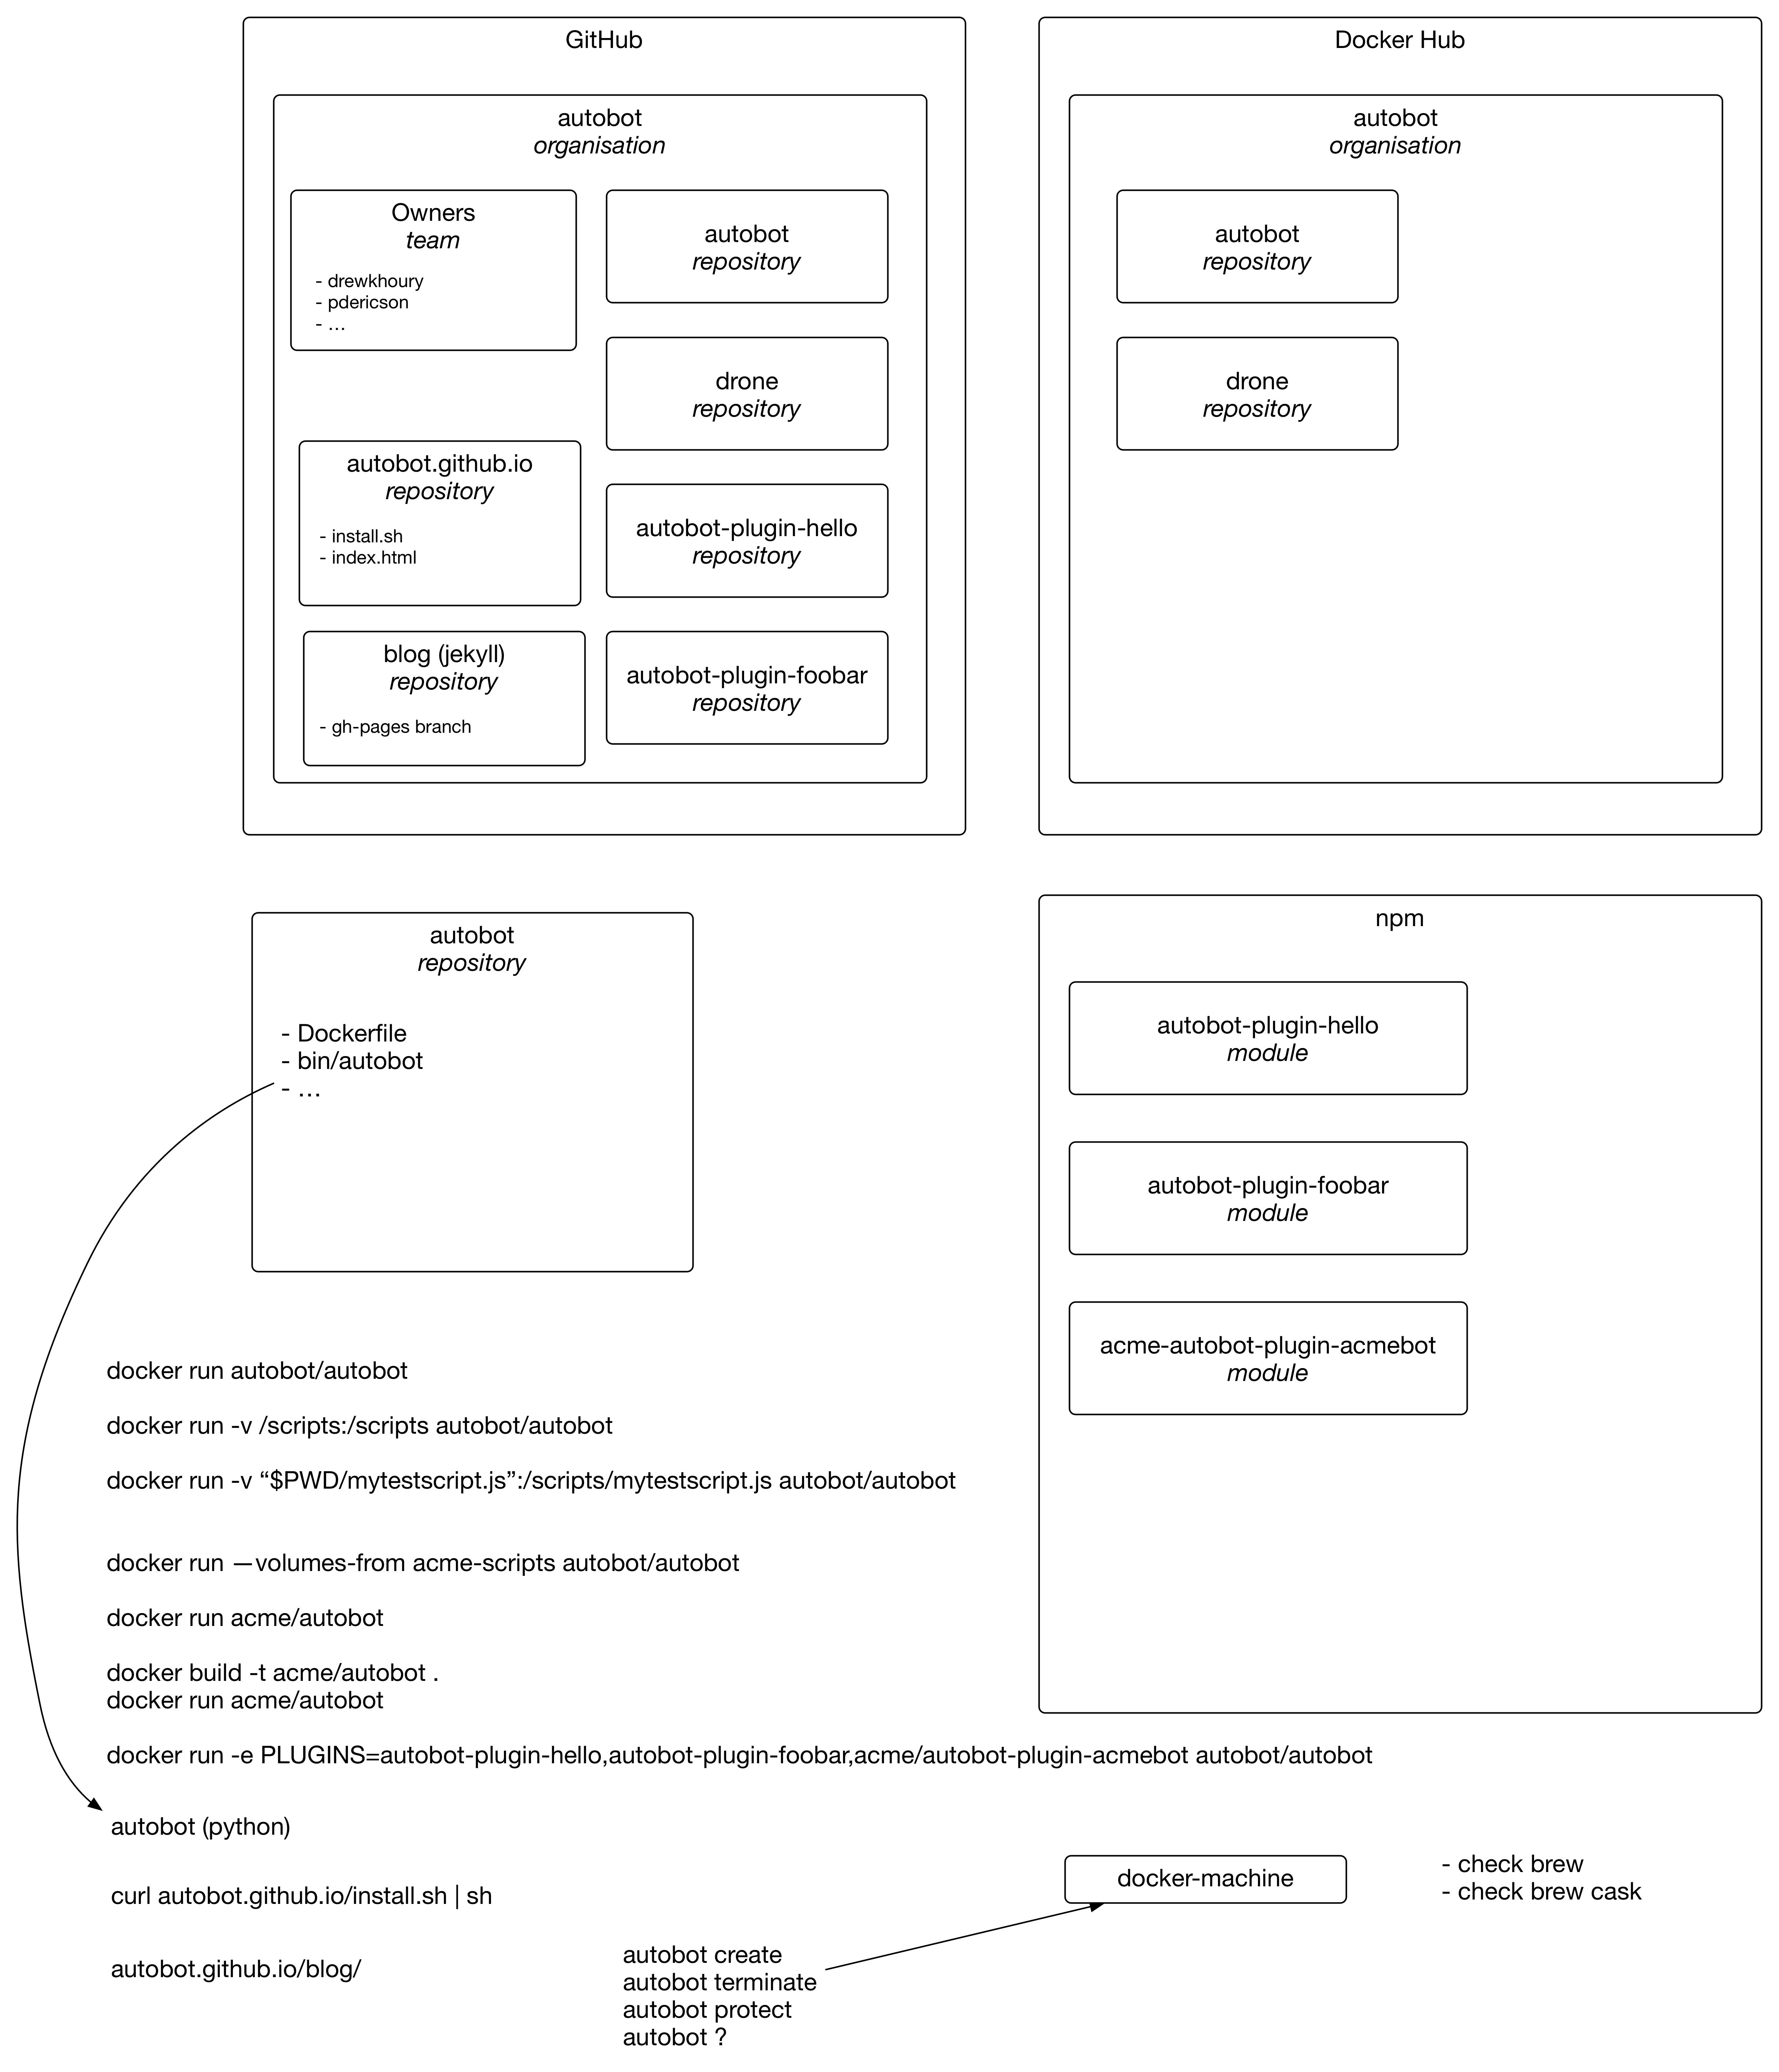 GitHub
autobot
organisation
Owners
team
- drewkhoury
- pdericson
- …
autobot
repository
drone
repository
autobot.github.io
repository
- install.sh
- index.html
autobot-plugin-hello
repository
blog (jekyll)
repository
- gh-pages branch
autobot-plugin-foobar
repository
Docker Hub
autobot
organisation
autobot
repository
drone
repository
autobot
repository
- Dockerfile
- bin/autobot
- …
npm
autobot-plugin-hello
module
autobot-plugin-foobar
module
acme-autobot-plugin-acmebot
module
docker run autobot/autobot
docker run -v /scripts:/scripts autobot/autobot
docker run -v “$PWD/mytestscript.js”:/scripts/mytestscript.js autobot/autobot
docker run —volumes-from acme-scripts autobot/autobot
docker run acme/autobot
docker build -t acme/autobot .
docker run acme/autobot
docker run -e PLUGINS=autobot-plugin-hello,autobot-plugin-foobar,acme/autobot-plugin-acmebot autobot/autobot
autobot (python)
curl autobot.github.io/install.sh | sh
autobot.github.io/blog/
autobot create
autobot terminate
autobot protect
autobot ?
docker-machine
- check brew
- check brew cask